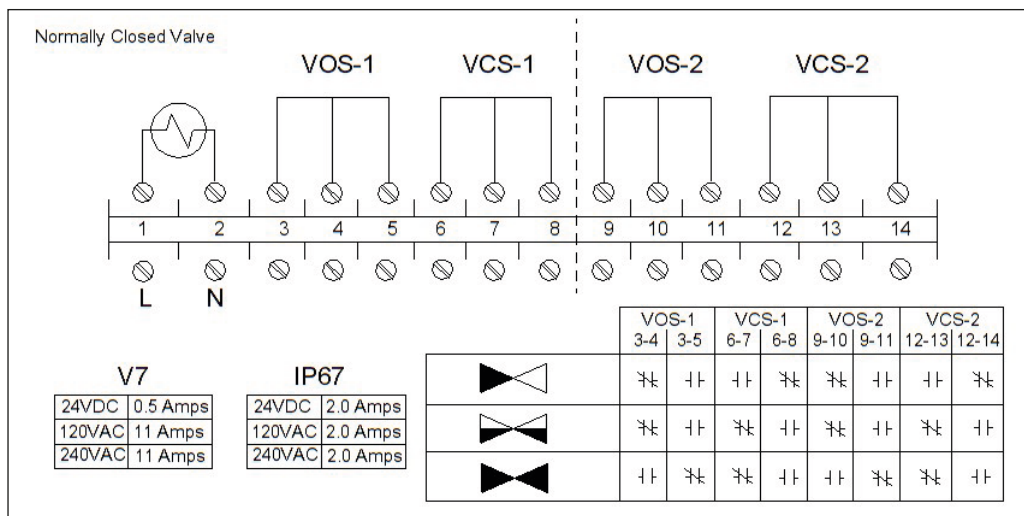 Normally Closed Valve
VOS-1 VCS-1 VOS-2 VCS-2
1 2 3 4 5 6 7 8 9 10 11 12 13 14
L N
VOS-1 VCS-1 VOS-2 VCS-2
3-4 3-5 6-7 6-8 9-10 9-11 12-13 12-14
V7
24VDC 0.5 Amps
120VAC 11 Amps
240VAC 11 Amps
IP67
24VDC 2.0 Amps
120VAC 2.0 Amps
240VAC 2.0 Amps